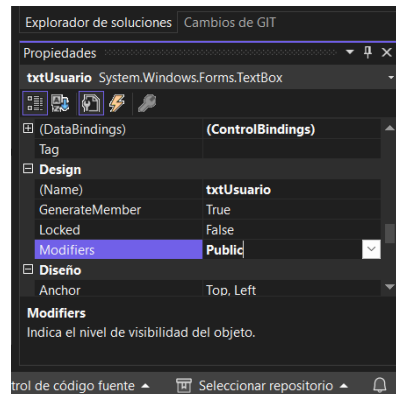 Explorador de soluciones Cambios de GIT
Propiedades
txtUsuario System.Windows.Forms.TextBox
(DataBindings) (ControlBindings)
Tag
Design
(Name) txtUsuario
GenerateMember True
Locked False
Modifiers Public
Diseño
Anchor Top, Left
Modifiers
Indica el nivel de visibilidad del objeto.
trol de código fuente Seleccionar repositorio